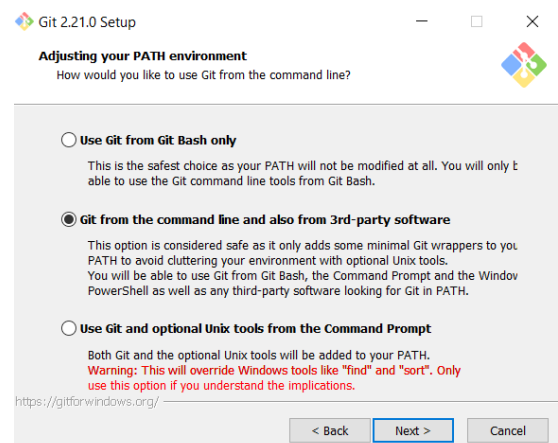 Git 2.21.0 Setup
Adjusting your PATH environment
How would you like to use Git from the command line?
Use Git from Git Bash only
This is the safest choice as your PATH will not be modified at all. You will only
able to use the Git command line tools from Git Bash.
Git from the command line and also from 3rd-party software
This option is considered safe as it only adds some minimal Git wrappers to
PATH to avoid cluttering your environment with optional Unix tools.
You will be able to use Git from Git Bash, the Command Prompt and the
PowerShell as well as any third-party software looking for Git in PATH.
Use Git and optional Unix tools from the Command Prompt
Both Git and the optional Unix tools will be added to your PATH.
Warning: This will override Windows tools like "find" and "sort". Only
use this option if you understand the implications.
https://gitforwindows.org/
< Back
Next >
Cancel